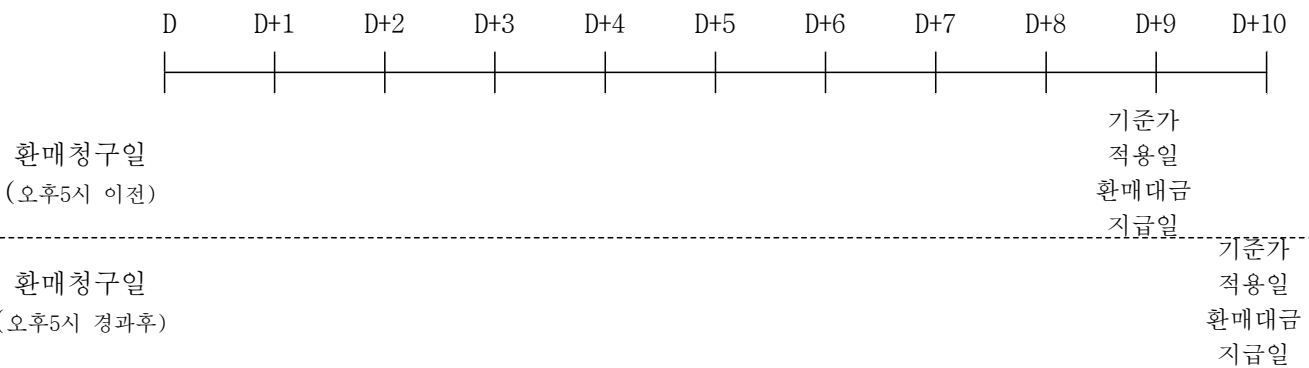 D D+1 D+2 D+3 D+4 D+5 D+6 D+7 D+8 D+9 D+10
환매청구일
(오후5시 이전)
기준가
적용일
환매대금
지급일
환매청구일
(오후5시 경과후)
기준가
적용일
환매대금
지급일